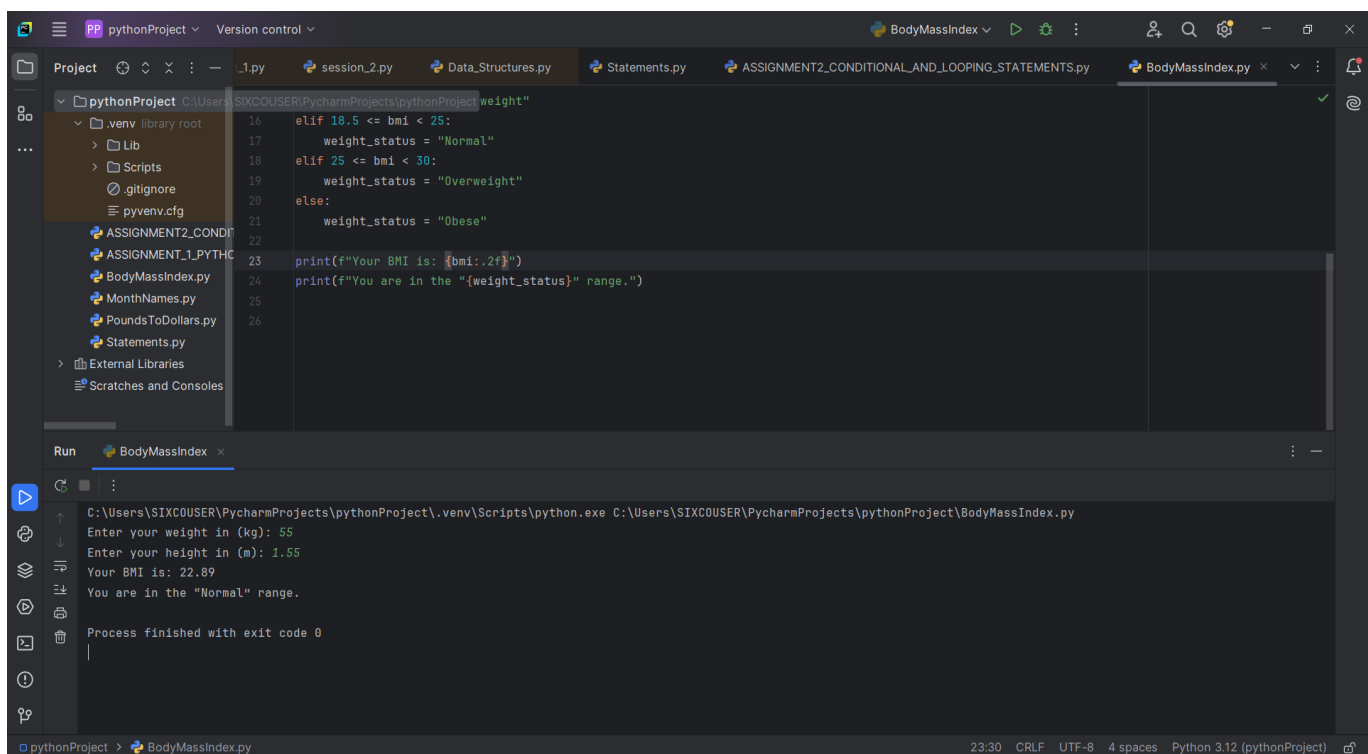 PP pythonProject Version control BodyMassIndex
Project _1.py session_2.py Data_Structures.py Statements.py ASSIGNMENT2_CONDITIONAL_AND_LOOPING_STATEMENTS.py BodyMassIndex.py
pythonProject C:\Users\SIXCOUSER\PycharmProjects\pythonProject
.venv library root
Lib
Scripts
.gitignore
pyvenv.cfg
ASSIGNMENT2_CONDIT
ASSIGNMENT_1_PYTHO
BodyMassIndex.py
MonthNames.py
PoundsToDollars.py
Statements.py
External Libraries
Scratches and Consoles
weight"
16 elif 18.5 <= bmi < 25:
17 weight_status = "Normal"
18 elif 25 <= bmi < 30:
19 weight_status = "Overweight"
20 else:
21 weight_status = "Obese"
22
23 print(f"Your BMI is: {bmi:.2f}")
24 print(f"You are in the “{weight_status}” range.")
25
26
Run BodyMassIndex
C:\Users\SIXCOUSER\PycharmProjects\pythonProject\.venv\Scripts\python.exe C:\Users\SIXCOUSER\PycharmProjects\pythonProject\BodyMassIndex.py
Enter your weight in (kg): 55
Enter your height in (m): 1.55
Your BMI is: 22.89
You are in the “Normal” range.
Process finished with exit code 0
pythonProject > BodyMassIndex.py 23:30 CRLF UTF-8 4 spaces Python 3.12 (pythonProject)